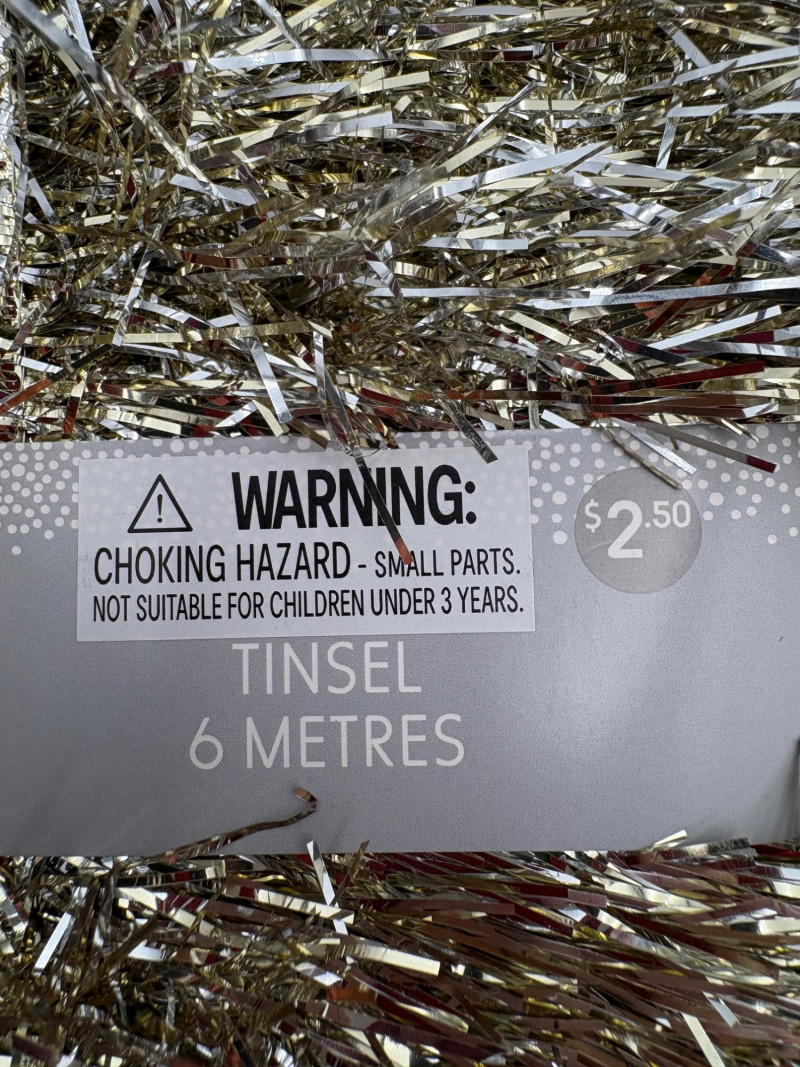 WARNING:
CHOKING HAZARD - SMALL PARTS.
NOT SUITABLE FOR CHILDREN UNDER 3 YEARS.
$2.50
TINSEL
6 METRES